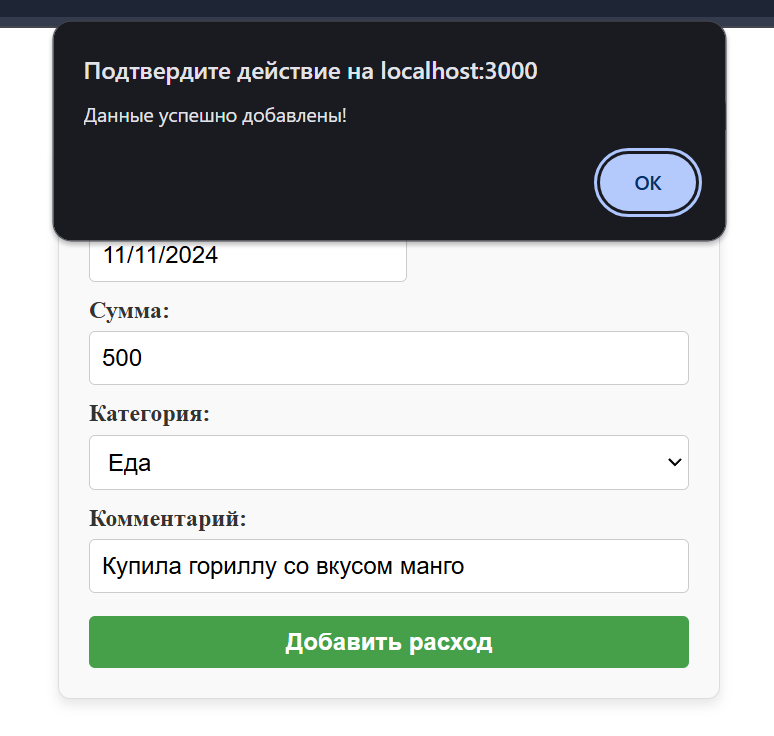 Подтвердите действие на localhost:3000
Данные успешно добавлены!
ОК
11/11/2024
Сумма:
500
Категория:
Еда
Комментарий:
Купила гориллу со вкусом манго
Добавить расход